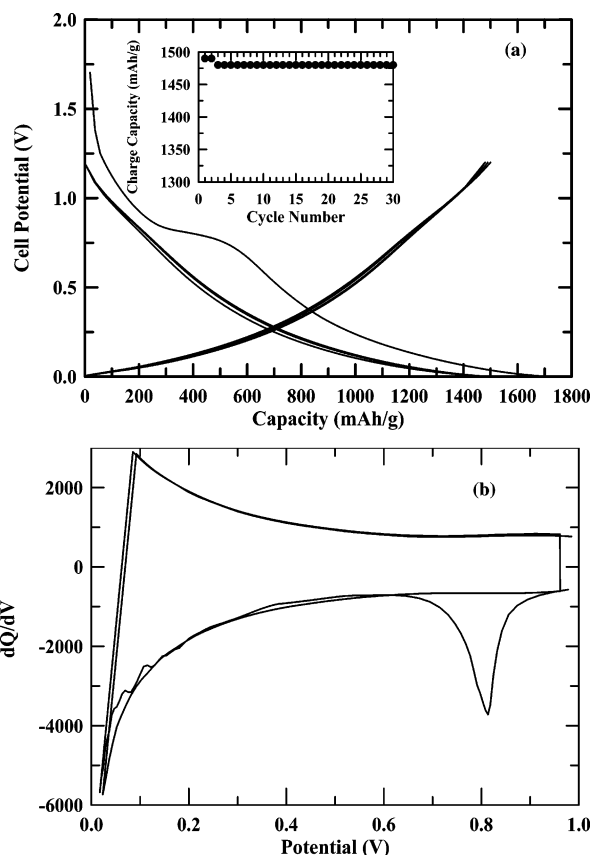 2.0
(a)
1500
1450
1400
1350
1300
Charge Capacity (mAh/g)
0 5 10 15 20 25 30
Cycle Number
1.5
1.0
0.5
0.0
Cell Potential (V)
0 200 400 600 800 1000 1200 1400 1600 1800
Capacity (mAh/g)
(b)
2000
0
-2000
-4000
-6000
dQ/dV
0.0 0.2 0.4 0.6 0.8 1.0
Potential (V)